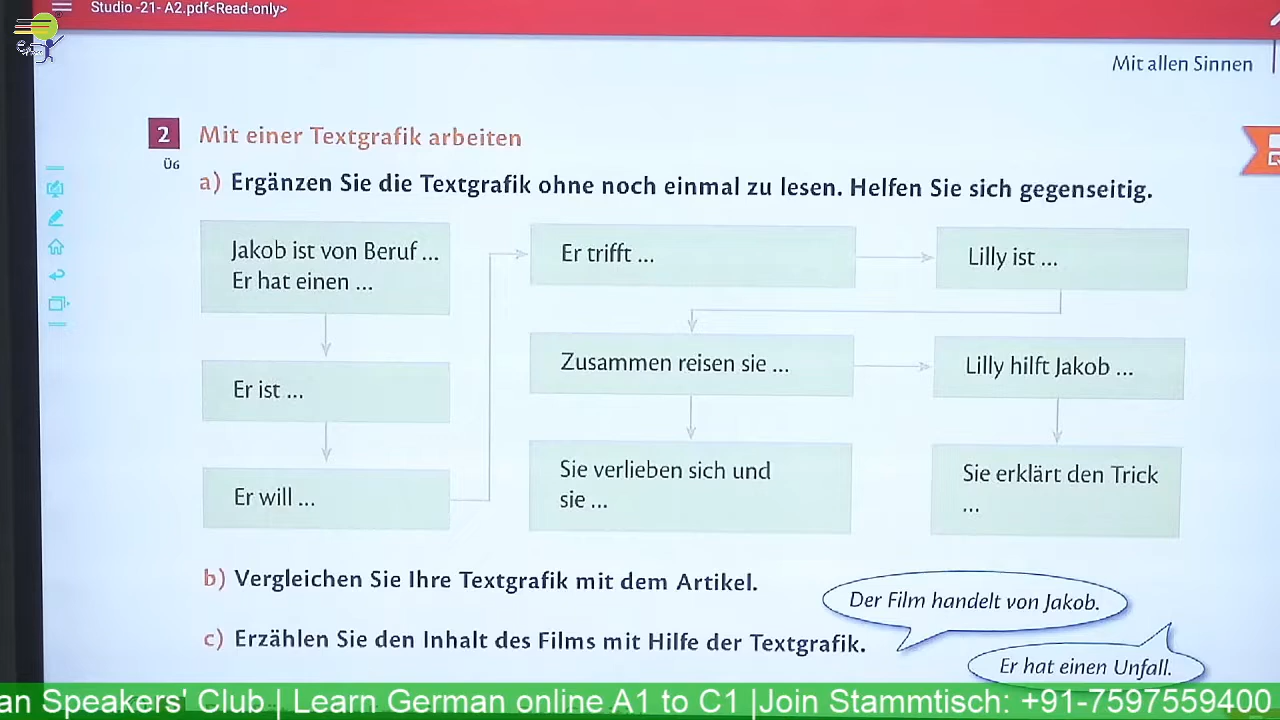 Studio -21- A2.pdf<Read-only>
Mit allen Sinnen
2 Mit einer Textgrafik arbeiten
Ü6
a) Ergänzen Sie die Textgrafik ohne noch einmal zu lesen. Helfen Sie sich gegenseitig.
Jakob ist von Beruf ...
Er hat einen ...
Er ist ...
Er will ...
Er trifft ...
Lilly ist ...
Zusammen reisen sie ...
Lilly hilft Jakob ...
Sie verlieben sich und
sie ...
Sie erklärt den Trick
...
b) Vergleichen Sie Ihre Textgrafik mit dem Artikel.
c) Erzählen Sie den Inhalt des Films mit Hilfe der Textgrafik.
Der Film handelt von Jakob.
Er hat einen Unfall.
an Speakers' Club | Learn German online A1 to C1 |Join Stammtisch: +91-7597559400